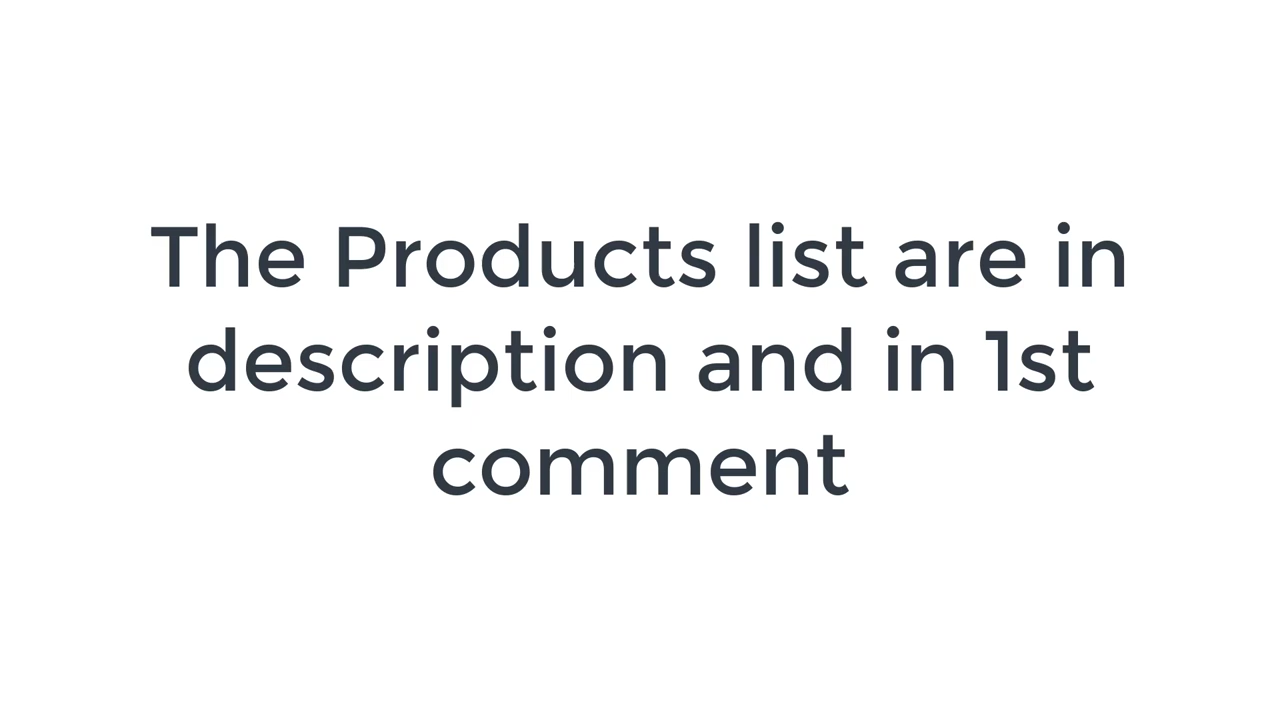 The Products list are in
description and in 1st
comment